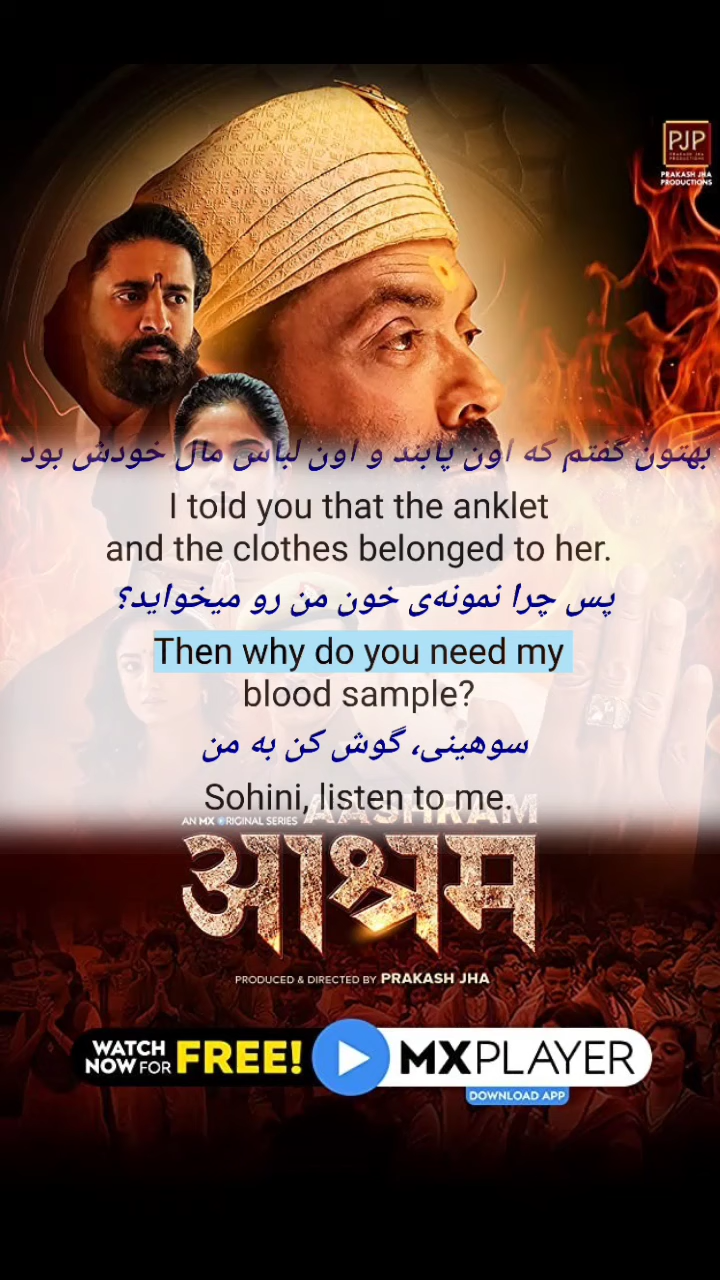 PJP
PRAKASH JHA
PRODUCTIONS
PRAKASH JHA
PRODUCTIONS
بهتون گفتم که اون پابند و اون لباس مال خودش بود
I told you that the anklet
and the clothes belonged to her.
پس چرا نمونه‌ی خون من رو میخواید؟
Then why do you need my
blood sample?
سوهینی، گوش کن به من
Sohini, listen to me.
AN MX ORIGINAL SERIES AASHRAM
आश्रम
PRODUCED & DIRECTED BY PRAKASH JHA
WATCH
NOW FOR FREE! MXPLAYER
DOWNLOAD APP